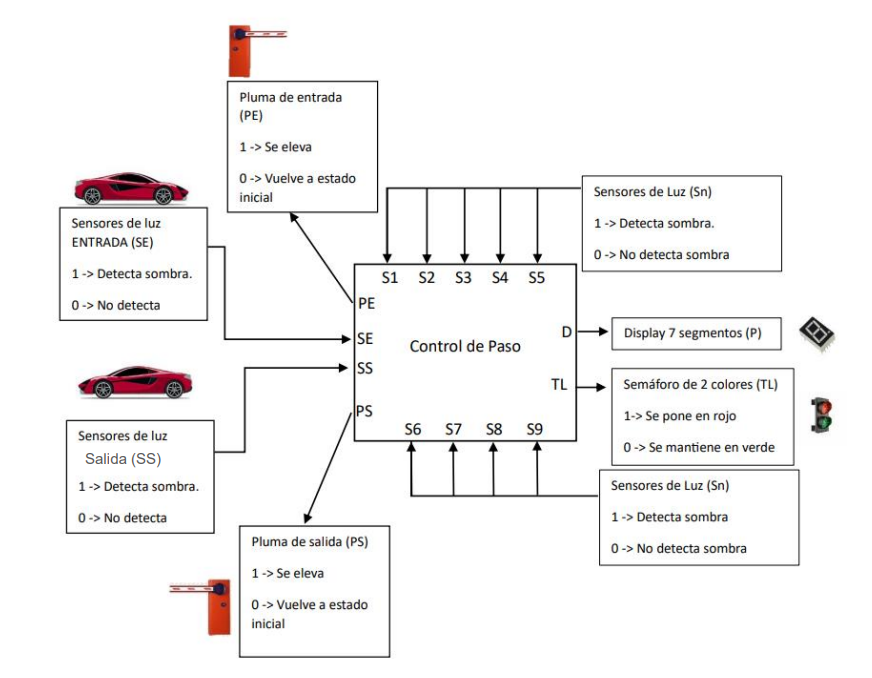 Pluma de entrada
(PE)
1 -> Se eleva
0 -> Vuelve a estado
inicial
Sensores de luz
ENTRADA (SE)
1 -> Detecta sombra.
0 -> No detecta
Sensores de Luz (Sn)
1 -> Detecta sombra.
0 -> No detecta sombra
S1 S2 S3 S4 S5
PE
SE
SS
PS
Control de Paso
D
TL
S6 S7 S8 S9
Display 7 segmentos (P)
Semáforo de 2 colores (TL)
1-> Se pone en rojo
0 -> Se mantiene en verde
Sensores de luz
Salida (SS)
1 -> Detecta sombra.
0 -> No detecta
Sensores de Luz (Sn)
1 -> Detecta sombra
0 -> No detecta sombra
Pluma de salida (PS)
1 -> Se eleva
0 -> Vuelve a estado
inicial